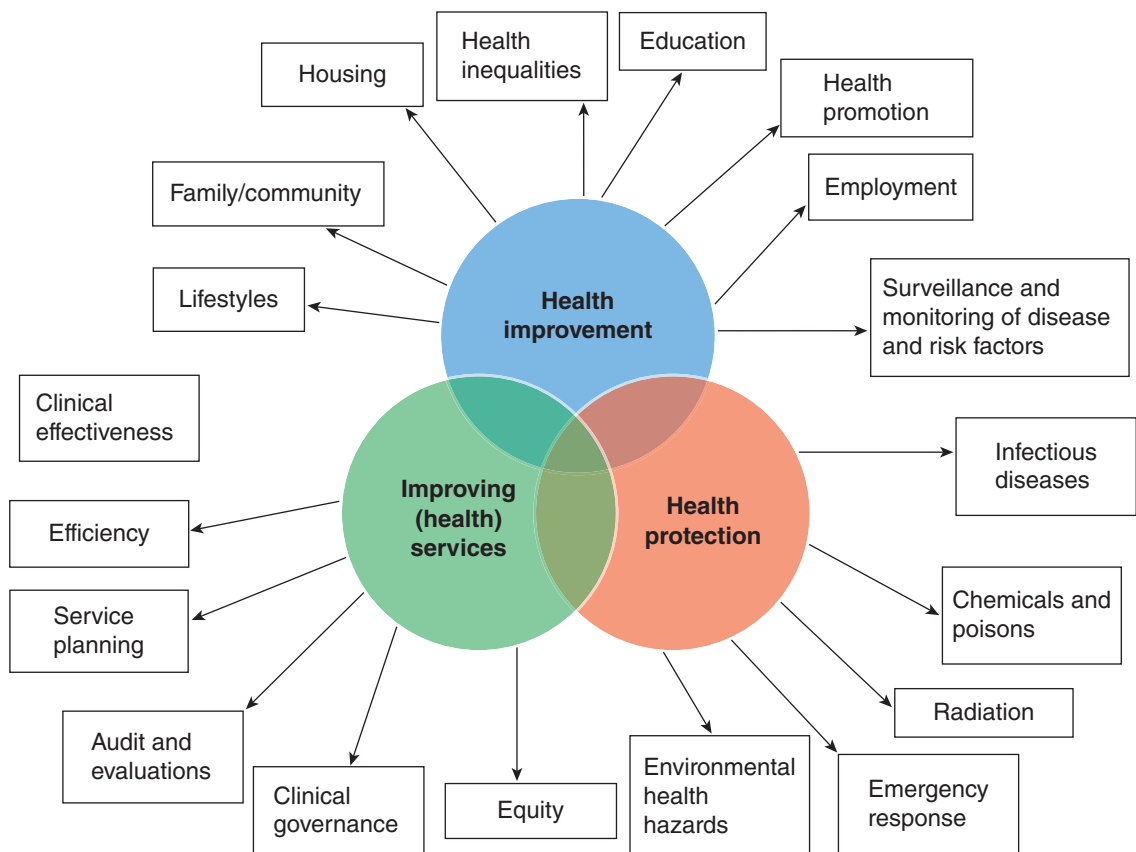 Health
inequalities
Education
Housing
Health
promotion
Family/community
Employment
Lifestyles
Health
improvement
Surveillance and
monitoring of disease
and risk factors
Clinical
effectiveness
Infectious
diseases
Improving
(health)
services
Health
protection
Efficiency
Service
planning
Chemicals and
poisons
Radiation
Audit and
evaluations
Clinical
governance
Equity
Environmental
health
hazards
Emergency
response